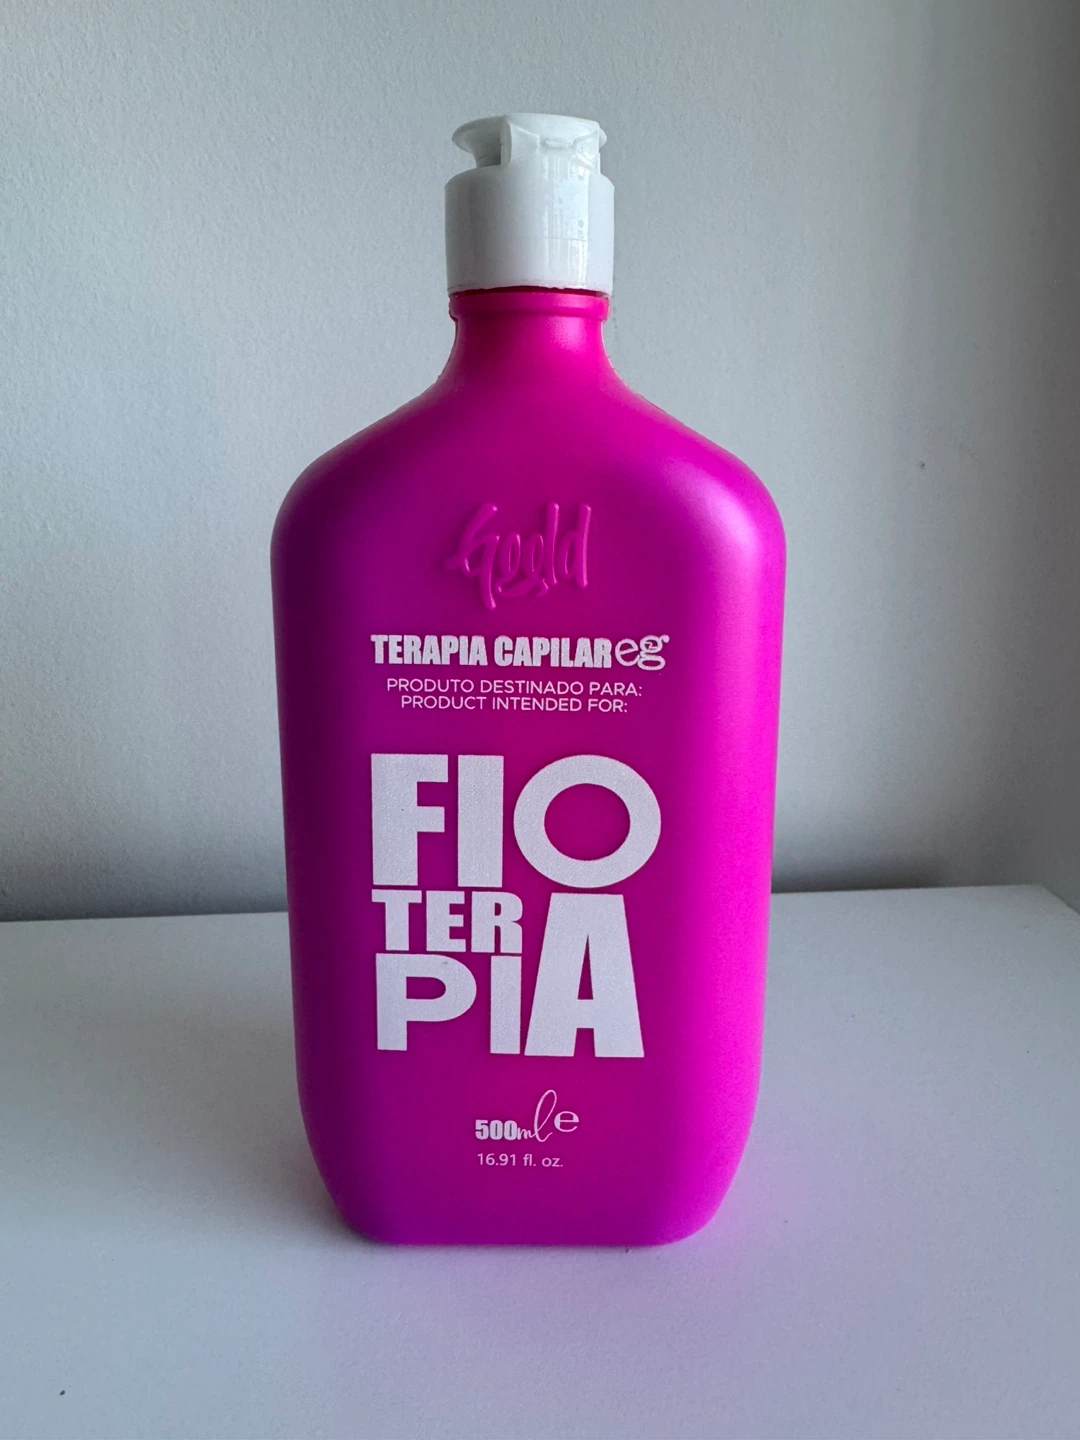 Goold
TERAPIA CAPILAR eg
PRODUTO DESTINADO PARA:
PRODUCT INTENDED FOR:
FIO
TER
PIA
500ml e
16.91 fl. oz.